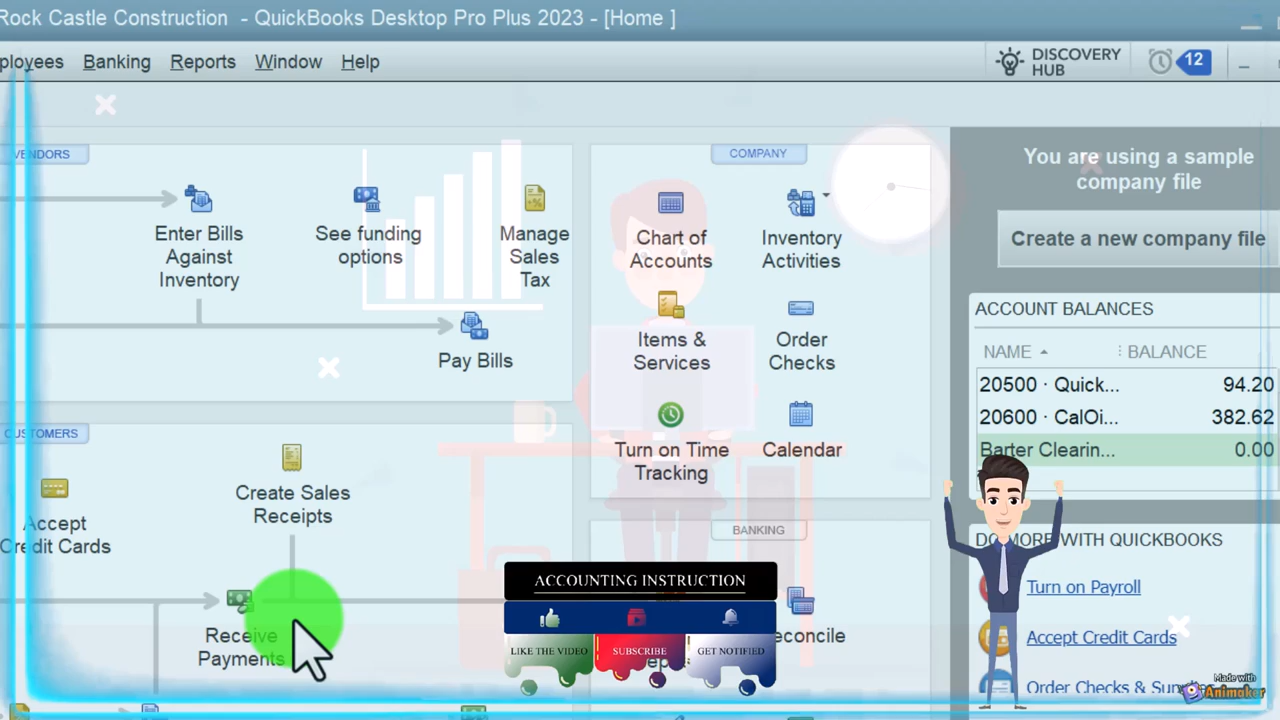 Rock Castle Construction - QuickBooks Desktop Pro Plus 2023 - [Home ]
ployees Banking Reports Window Help
DISCOVERY
HUB
12
VENDORS
Enter Bills
Against
Inventory
See funding
options
Manage
Sales
Tax
Pay Bills
COMPANY
Chart of
Accounts
Inventory
Activities
Items &
Services
Order
Checks
Turn on Time
Tracking
Calendar
You are using a sample
company file
Create a new company file
ACCOUNT BALANCES
NAME BALANCE
20500 · Quick... 94.20
20600 · CalOi... 382.62
Barter Clearin... 0.00
CUSTOMERS
Accept
Credit Cards
Create Sales
Receipts
Receive
Payments
BANKING
econcile
ACCOUNTING INSTRUCTION
LIKE THE VIDEO SUBSCRIBE GET NOTIFIED
DO MORE WITH QUICKBOOKS
Turn on Payroll
Accept Credit Cards
Order Checks & Su
Made with
Animaker